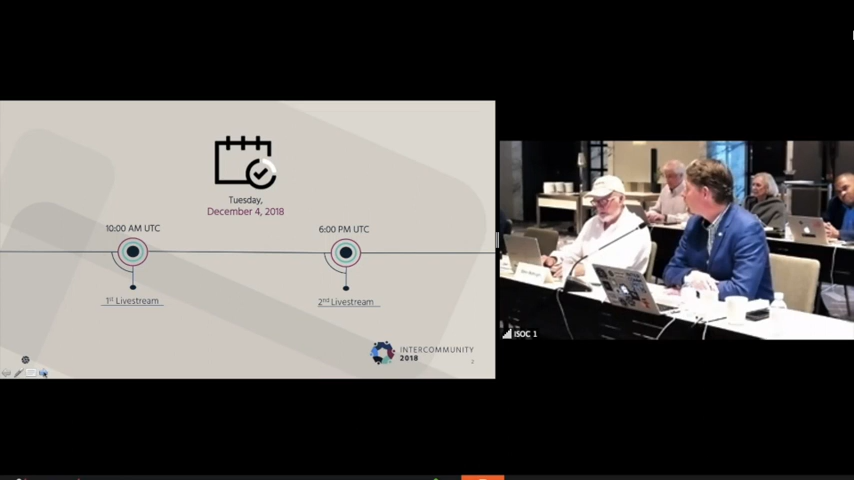 Tuesday,
December 4, 2018
10:00 AM UTC
6:00 PM UTC
1st Livestream
2nd Livestream
INTERCOMMUNITY
2018
2
ISOC 1